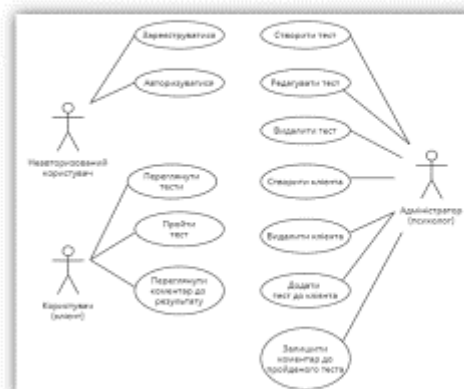 Зареєструватися
Авторизуватися
Неавторизований
користувач
Переглянути
тести
Пройти
тест
Переглянути
коментар до
результату
Користувач
(клієнт)
Створити тест
Редагувати тест
Видалити тест
Створити клієнта
Видалити клієнта
Додати
тест до клієнта
Залишити
коментар до
пройденого теста
Адміністратор
(психолог)